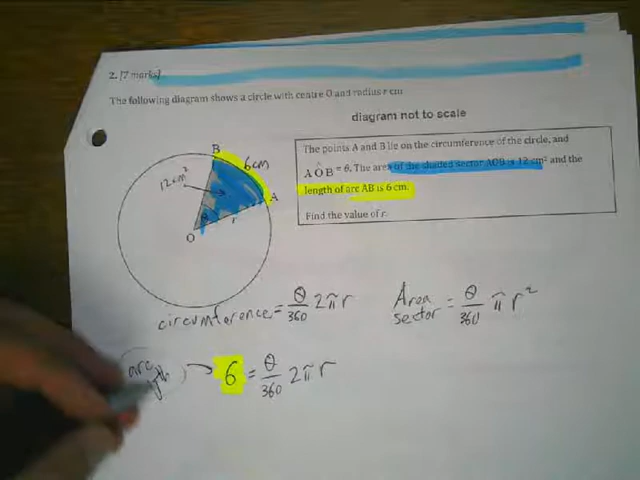 2. [7 marks]
The following diagram shows a circle with centre O and radius r cm.
diagram not to scale
B
6cm
12cm²
A
θ
r
O
The points A and B lie on the circumference of the circle, and
AÔB = θ. The area of the shaded sector AOB is 12 cm² and the
length of arc AB is 6 cm.
Find the value of r.
circumference = θ/360 2πr
Area sector = θ/360 πr²
arc
6 = θ/360 2πr